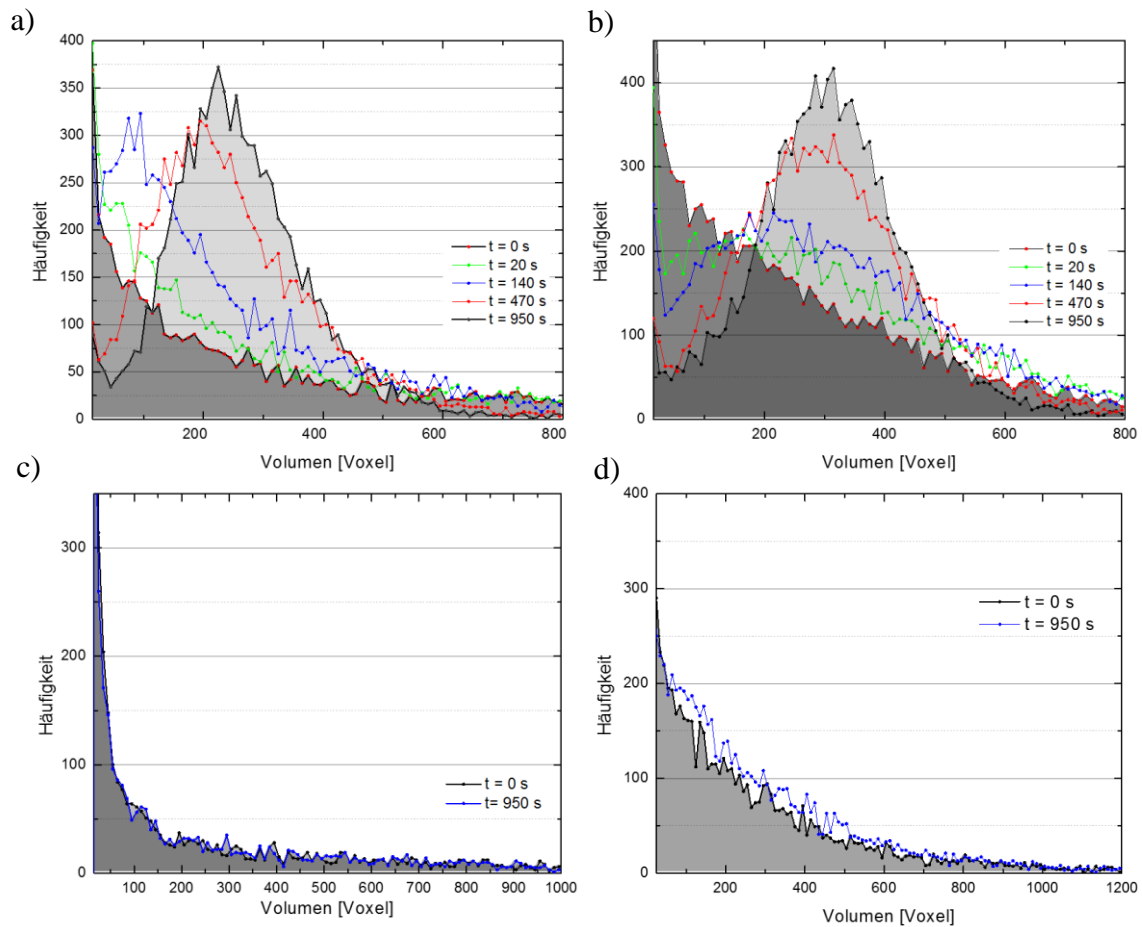 a)
400
350
300
250
200
150
100
50
0
Häufigkeit
200
400
600
800
Volumen [Voxel]
t = 0 s
t = 20 s
t = 140 s
t = 470 s
t = 950 s
b)
400
300
200
100
0
Häufigkeit
200
400
600
800
Volumen [Voxel]
t = 0 s
t = 20 s
t = 140 s
t = 470 s
t = 950 s
c)
300
200
100
0
Häufigkeit
100
200
300
400
500
600
700
800
900
1000
Volumen [Voxel]
t = 0 s
t= 950 s
d)
400
300
200
100
0
Häufigkeit
200
400
600
800
1000
1200
Volumen [Voxel]
t = 0 s
t = 950 s